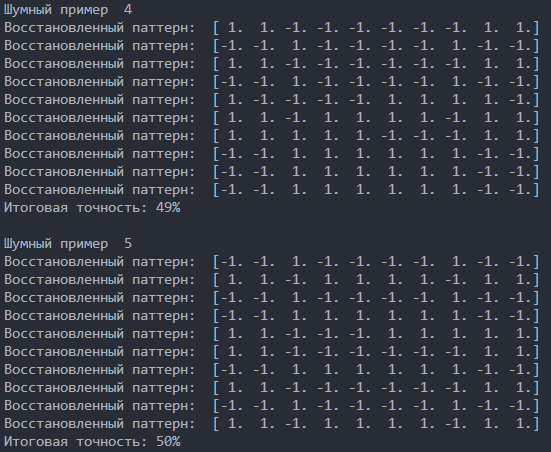 Шумный пример  4
Восстановленный паттерн:  [ 1.  1. -1. -1. -1. -1. -1. -1.  1.  1.]
Восстановленный паттерн:  [-1. -1.  1. -1. -1. -1. -1.  1. -1. -1.]
Восстановленный паттерн:  [ 1.  1. -1. -1. -1. -1. -1. -1.  1.  1.]
Восстановленный паттерн:  [-1. -1.  1. -1. -1. -1. -1.  1. -1. -1.]
Восстановленный паттерн:  [ 1. -1. -1. -1. -1.  1.  1.  1.  1. -1.]
Восстановленный паттерн:  [ 1.  1. -1.  1.  1.  1.  1. -1.  1.  1.]
Восстановленный паттерн:  [ 1.  1.  1.  1.  1. -1. -1. -1.  1.  1.]
Восстановленный паттерн:  [-1. -1.  1.  1.  1.  1.  1.  1. -1. -1.]
Восстановленный паттерн:  [-1. -1.  1.  1.  1.  1.  1.  1. -1. -1.]
Восстановленный паттерн:  [-1. -1.  1.  1.  1.  1.  1.  1. -1. -1.]
Итоговая точность: 49%
Шумный пример  5
Восстановленный паттерн:  [-1. -1.  1.  1.  1.  1.  1.  1. -1. -1.]
Восстановленный паттерн:  [ 1.  1. -1.  1.  1.  1.  1. -1.  1.  1.]
Восстановленный паттерн:  [-1. -1.  1. -1. -1. -1. -1.  1. -1. -1.]
Восстановленный паттерн:  [-1. -1.  1. -1. -1. -1. -1.  1. -1. -1.]
Восстановленный паттерн:  [ 1.  1. -1. -1. -1.  1.  1.  1.  1.  1.]
Восстановленный паттерн:  [ 1.  1. -1. -1. -1. -1. -1. -1.  1.  1.]
Восстановленный паттерн:  [-1. -1.  1.  1.  1.  1.  1.  1. -1. -1.]
Восстановленный паттерн:  [ 1.  1. -1. -1. -1. -1. -1. -1.  1.  1.]
Восстановленный паттерн:  [-1. -1.  1. -1. -1. -1. -1.  1. -1. -1.]
Восстановленный паттерн:  [ 1.  1. -1.  1.  1.  1.  1. -1.  1.  1.]
Итоговая точность: 50%